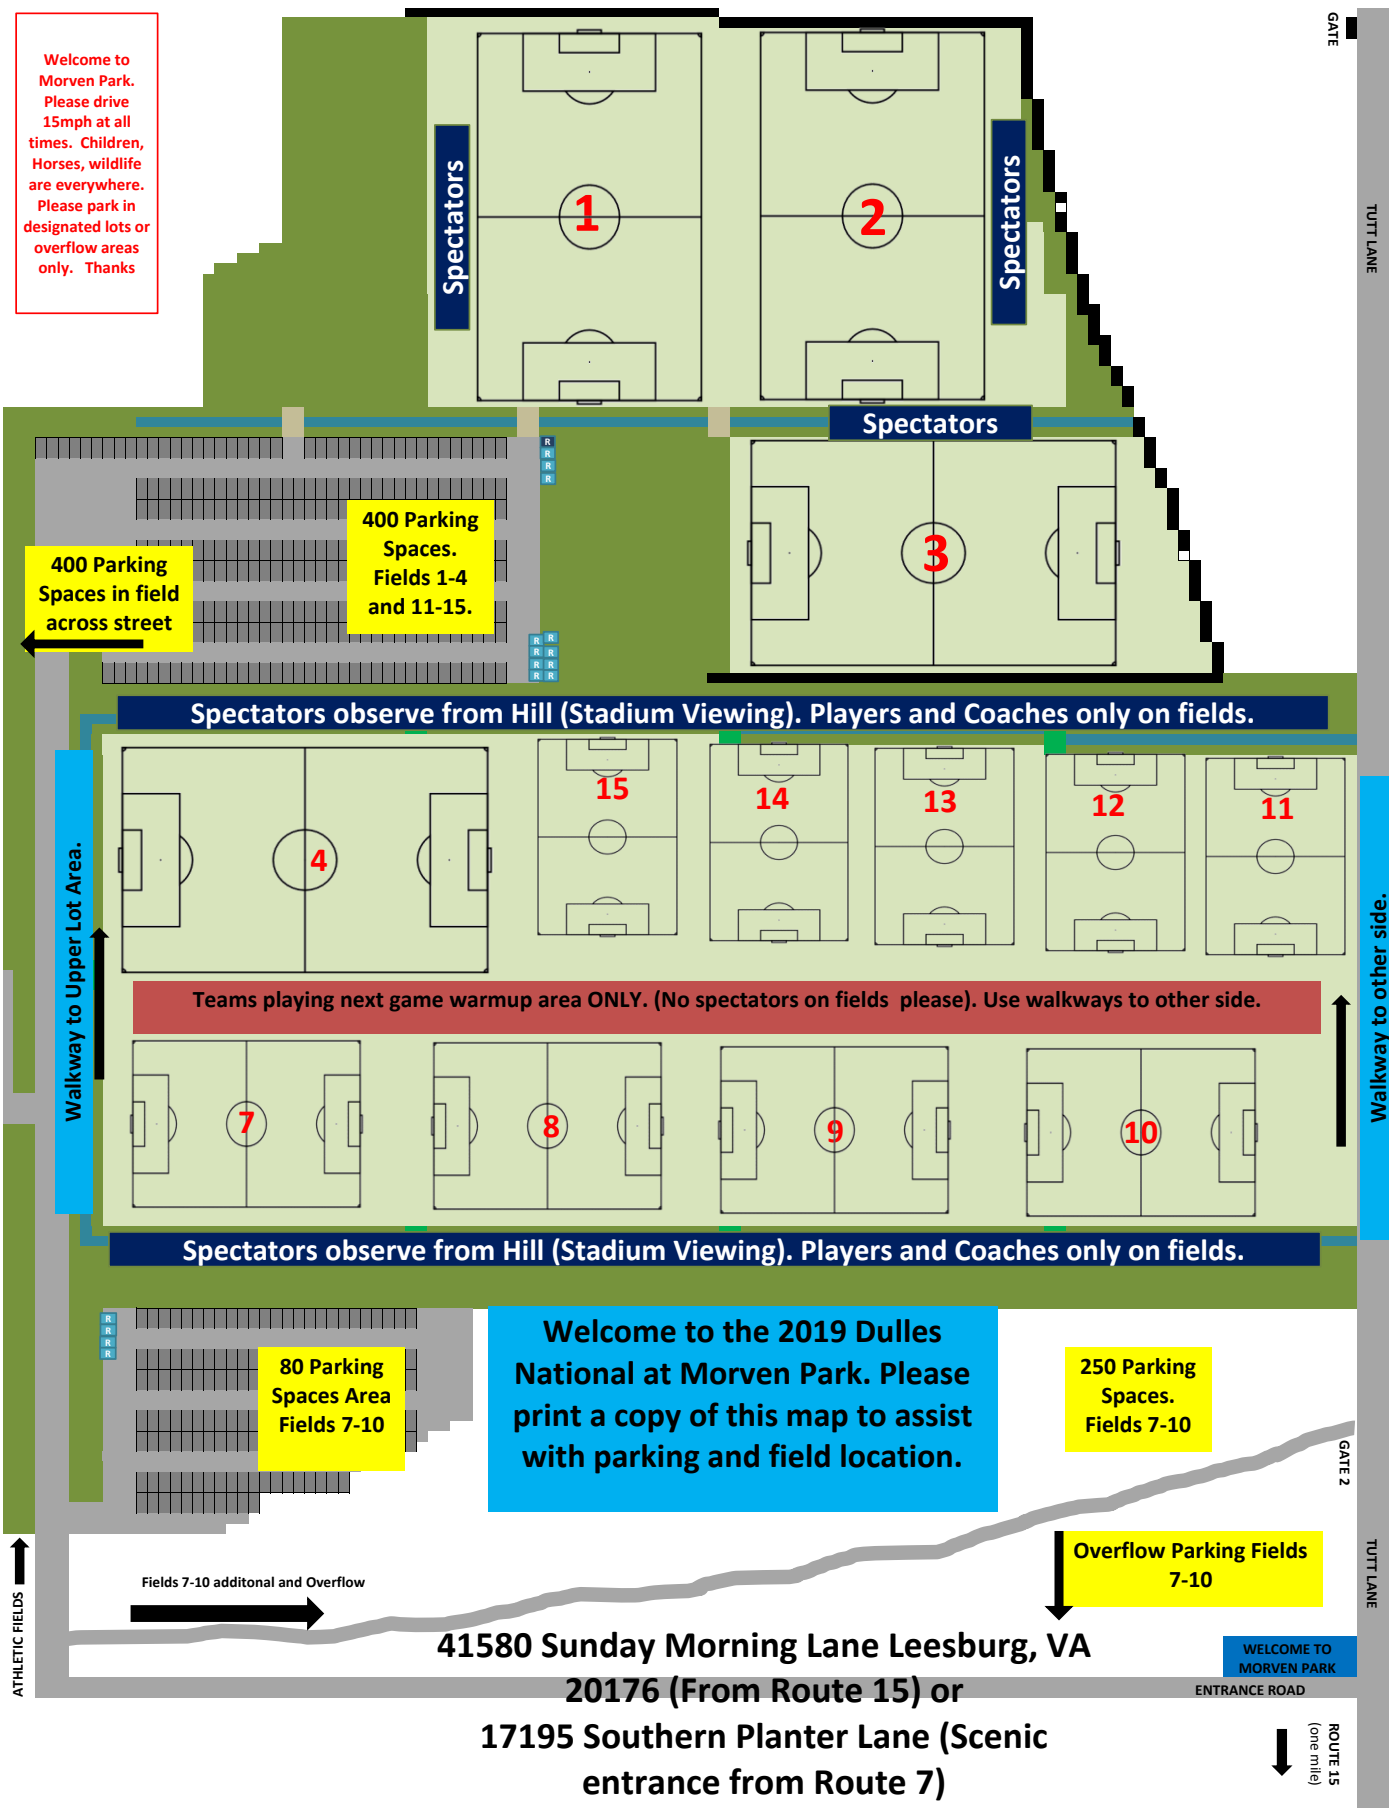 Welcome to
Morven Park.
Please drive
15mph at all
times.  Children,
Horses, wildlife
are everywhere.
Please park in
designated lots or
overflow areas
only.   Thanks
GATE
TUTT LANE
Spectators
1
2
Spectators
Spectators
3
R
R
R
R
400 Parking
Spaces.
Fields 1-4
and 11-15.
400 Parking
Spaces in field
across street
R R
R R
R R
R R
Spectators observe from Hill (Stadium Viewing). Players and Coaches only on fields.
4
15
14
13
12
11
Walkway to Upper Lot Area.
Walkway to other side.
Teams playing next game warmup area ONLY. (No spectators on fields  please). Use walkways to other side.
7
8
9
10
Spectators observe from Hill (Stadium Viewing). Players and Coaches only on fields.
R
R
R
R
80 Parking
Spaces Area
Fields 7-10
Welcome to the 2019 Dulles
National at Morven Park. Please
print a copy of this map to assist
with parking and field location.
250 Parking
Spaces.
Fields 7-10
GATE 2
Overflow Parking Fields
7-10
TUTT LANE
Fields 7-10 additonal and Overflow
ATHLETIC FIELDS
41580 Sunday Morning Lane Leesburg, VA
20176 (From Route 15) or
17195 Southern Planter Lane (Scenic
entrance from Route 7)
WELCOME TO
MORVEN PARK
ENTRANCE ROAD
ROUTE 15
(one mile)